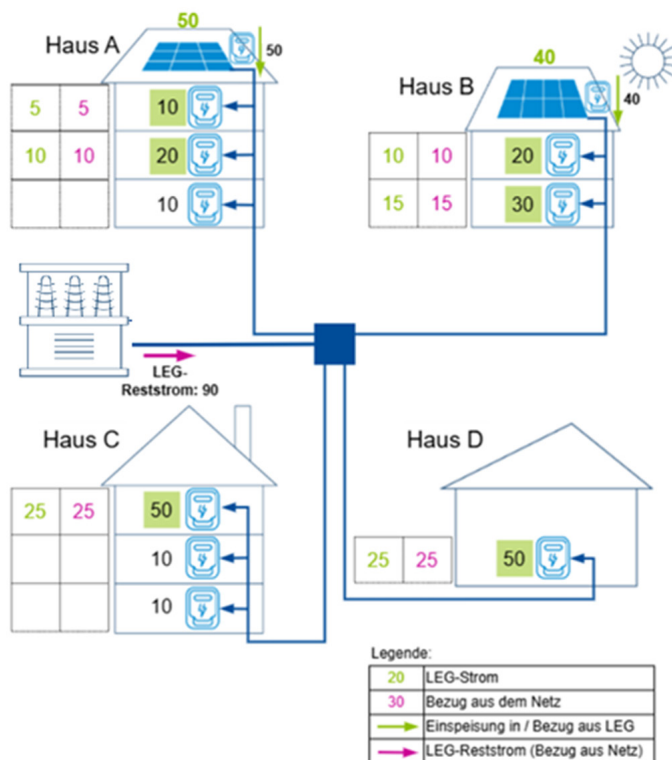 50
Haus A
50
5 5 10
10 10 20
10
40
Haus B
40
10 10 20
15 15 30
LEG-
Reststrom: 90
Haus C
25 25 50
10
10
Haus D
25 25 50
Legende:
20 LEG-Strom
30 Bezug aus dem Netz
Einspeisung in / Bezug aus LEG
LEG-Reststrom (Bezug aus Netz)